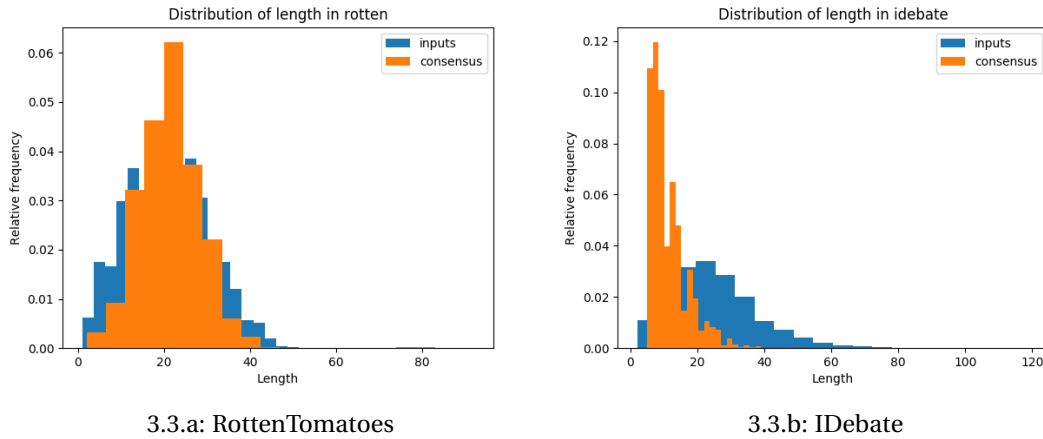 Distribution of length in rotten
inputs
consensus
Relative frequency
0.06
0.05
0.04
0.03
0.02
0.01
0.00
0 20 40 60 80
Length
3.3.a: RottenTomatoes
Distribution of length in idebate
inputs
consensus
Relative frequency
0.12
0.10
0.08
0.06
0.04
0.02
0.00
0 20 40 60 80 100 120
Length
3.3.b: IDebate